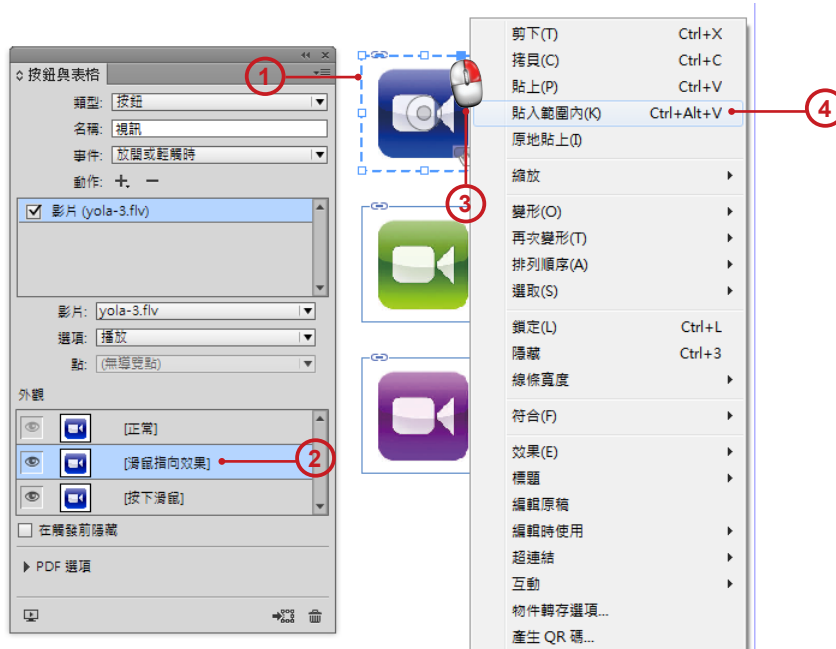 按鈕與表格
類型: 按鈕
名稱: 視訊
事件: 放開或輕觸時
動作:
影片 (yola-3.flv)
影片: yola-3.flv
選項: 播放
點: (無導覽點)
外觀
[正常]
[滑鼠指向效果]
[按下滑鼠]
在觸發前隱藏
PDF 選項
1
2
3
4
剪下(T) Ctrl+X
拷貝(C) Ctrl+C
貼上(P) Ctrl+V
貼入範圍內(K) Ctrl+Alt+V
原地貼上(I)
縮放
變形(O)
再次變形(T)
排列順序(A)
選取(S)
鎖定(L) Ctrl+L
隱藏 Ctrl+3
線條寬度
符合(F)
效果(E)
標題
編輯原稿
編輯時使用
超連結
互動
物件轉存選項...
產生 QR 碼...